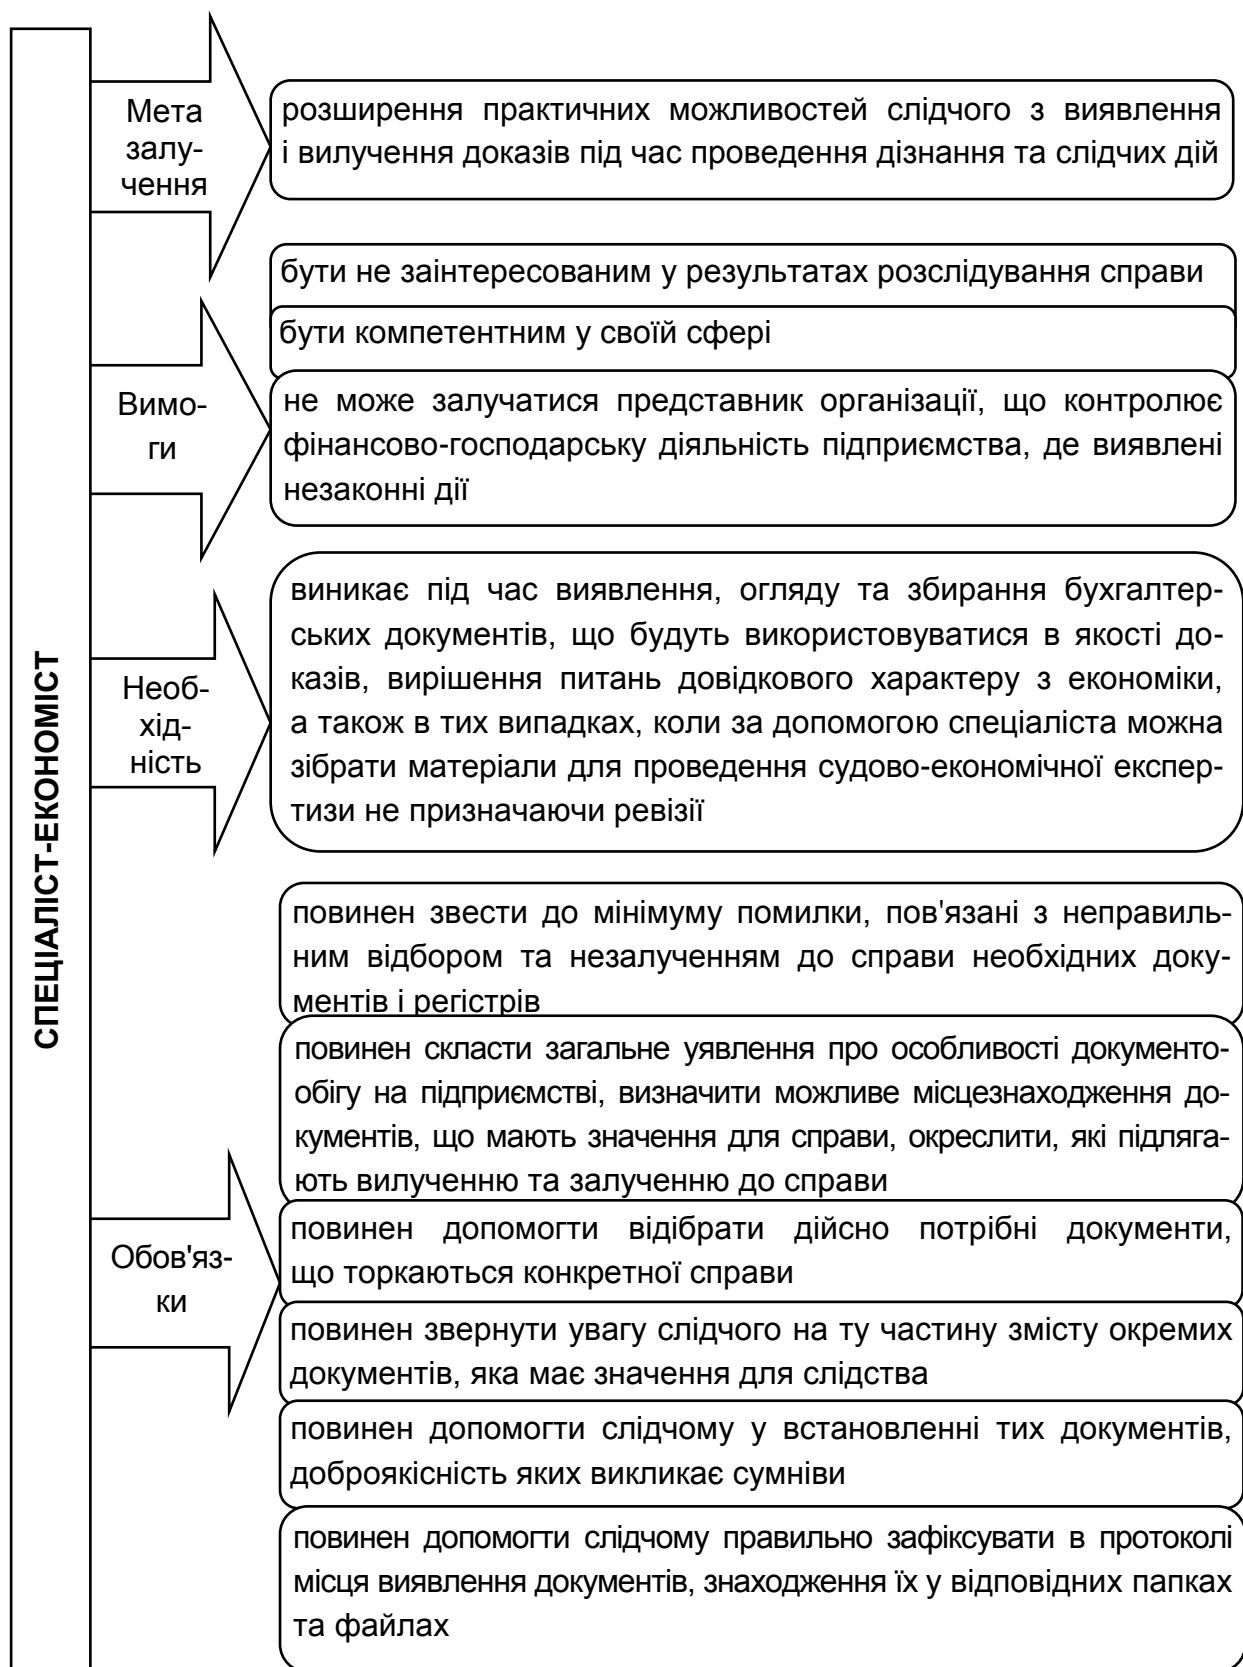 СПЕЦІАЛІСТ-ЕКОНОМІСТ
Мета
залу-
чення
розширення практичних можливостей слідчого з виявлення
і вилучення доказів під час проведення дізнання та слідчих дій
Вимо-
ги
бути не заінтересованим у результатах розслідування справи
бути компетентним у своїй сфері
не може залучатися представник організації, що контролює
фінансово-господарську діяльність підприємства, де виявлені
незаконні дії
Необ-
хід-
ність
виникає під час виявлення, огляду та збирання бухгалтер-
ських документів, що будуть використовуватися в якості до-
казів, вирішення питань довідкового характеру з економіки,
а також в тих випадках, коли за допомогою спеціаліста можна
зібрати матеріали для проведення судово-економічної експер-
тизи не призначаючи ревізії
Обов'яз-
ки
повинен звести до мінімуму помилки, пов'язані з неправиль-
ним відбором та незалученням до справи необхідних доку-
ментів і регістрів
повинен скласти загальне уявлення про особливості документо-
обігу на підприємстві, визначити можливе місцезнаходження до-
кументів, що мають значення для справи, окреслити, які підляга-
ють вилученню та залученню до справи
повинен допомогти відібрати дійсно потрібні документи,
що торкаються конкретної справи
повинен звернути увагу слідчого на ту частину змісту окремих
документів, яка має значення для слідства
повинен допомогти слідчому у встановленні тих документів,
доброякісність яких викликає сумніви
повинен допомогти слідчому правильно зафіксувати в протоколі
місця виявлення документів, знаходження їх у відповідних папках
та файлах